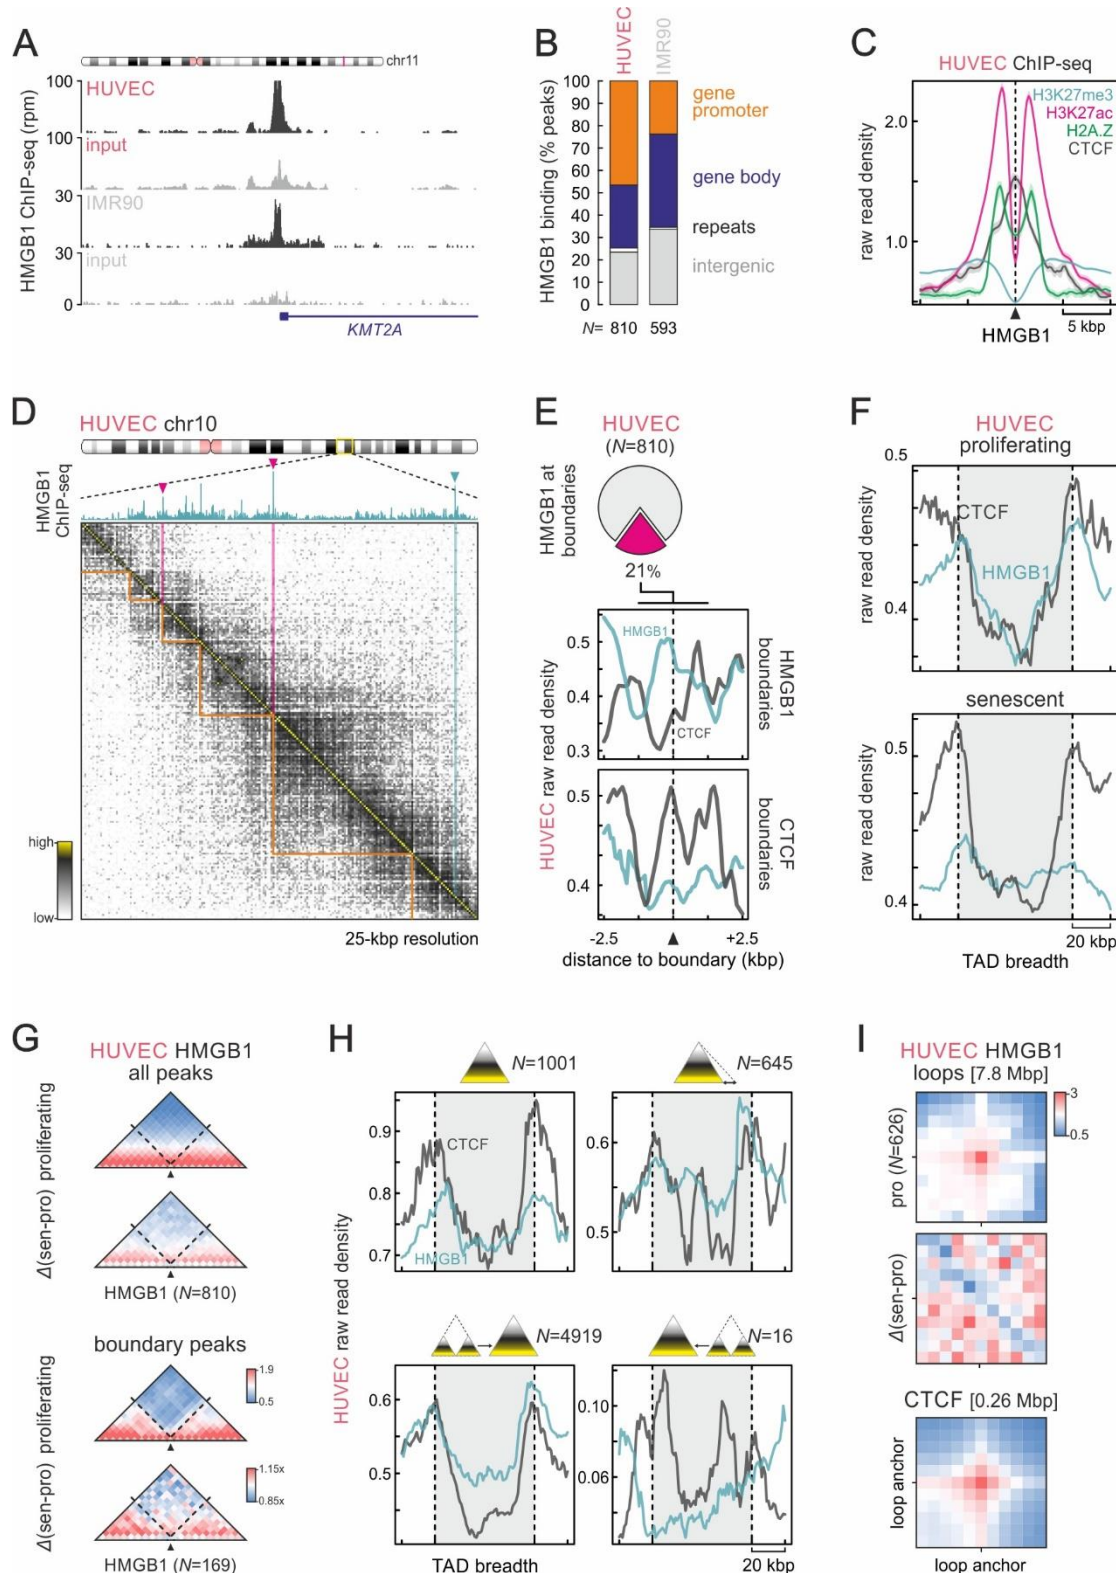 A
chr11
HMGB1 ChIP-seq (rpm)
100
HUVEC
100
input
30
IMR90
30
input
0
KMT2A
B
HUVEC
IMR90
HMGB1 binding (% peaks)
100
90
80
70
60
50
40
30
20
10
0
gene
promoter
gene body
repeats
intergenic
N= 810 593
C
HUVEC ChIP-seq
H3K27me3
H3K27ac
H2A.Z
CTCF
raw read density
2.0
1.0
HMGB1
5 kbp
D
HUVEC chr10
HMGB1
ChIP-seq
high
low
25-kbp resolution
E
HUVEC
(N=810)
HMGB1 at
boundaries
21%
HUVEC raw read density
0.5
0.4
0.3
HMGB1
CTCF
HMGB1
boundaries
0.5
0.4
CTCF
boundaries
-2.5
+2.5
distance to boundary (kbp)
F
HUVEC
proliferating
raw read density
0.5
0.4
CTCF
HMGB1
senescent
raw read density
0.5
0.4
20 kbp
TAD breadth
G
HUVEC HMGB1
all peaks
Δ(sen-pro) proliferating
HMGB1 (N=810)
boundary peaks
Δ(sen-pro) proliferating
1.9
0.5
1.15x
0.85x
HMGB1 (N=169)
H
HUVEC raw read density
N=1001
0.9
0.8
0.7
CTCF
HMGB1
N=645
0.6
0.5
N=4919
0.6
0.5
N=16
0.10
0.06
TAD breadth
20 kbp
I
HUVEC HMGB1
loops [7.8 Mbp]
pro (N=626)
3
0.5
Δ(sen-pro)
CTCF [0.26 Mbp]
loop anchor
loop anchor